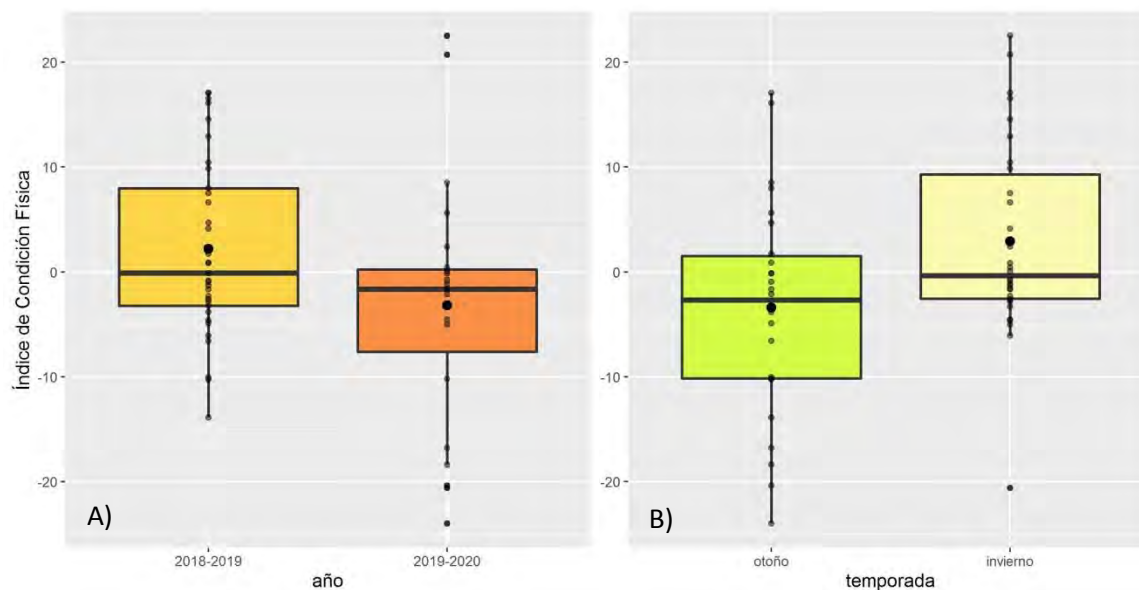 Índice de Condición Física
20
10
0
-10
-20
A)
2018-2019
2019-2020
año
20
10
0
-10
-20
B)
otoño
invierno
temporada